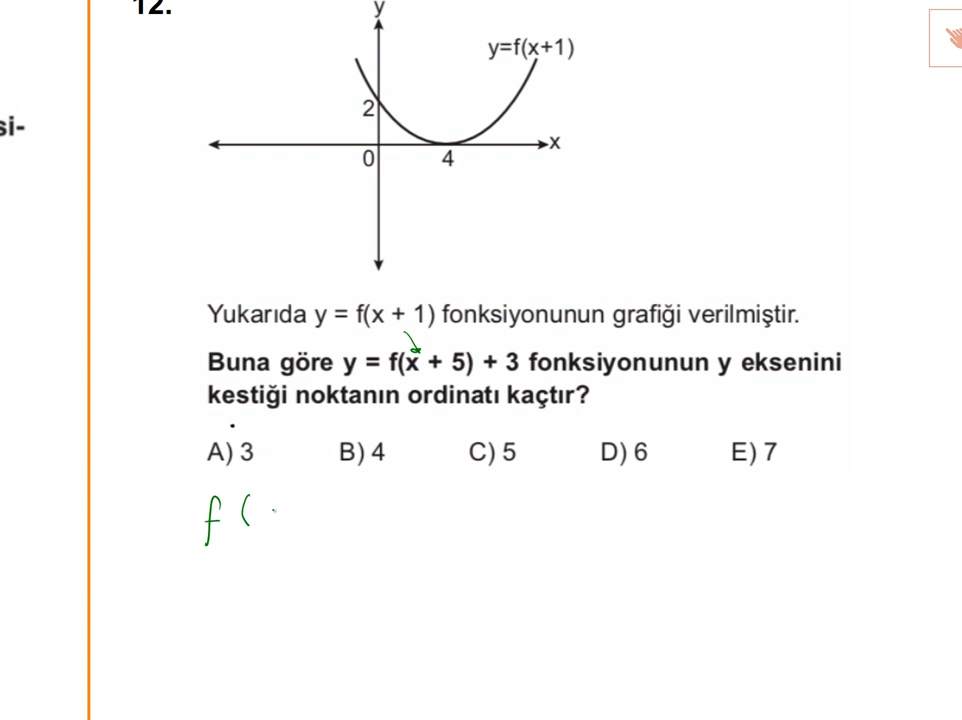 12.
y
y=f(x+1)
2
si-
x
0
4
Yukarıda y = f(x + 1) fonksiyonunun grafiği verilmiştir.
Buna göre y = f(x + 5) + 3 fonksiyonunun y eksenini
kestiği noktanın ordinatı kaçtır?
A) 3 B) 4 C) 5 D) 6 E) 7
f (